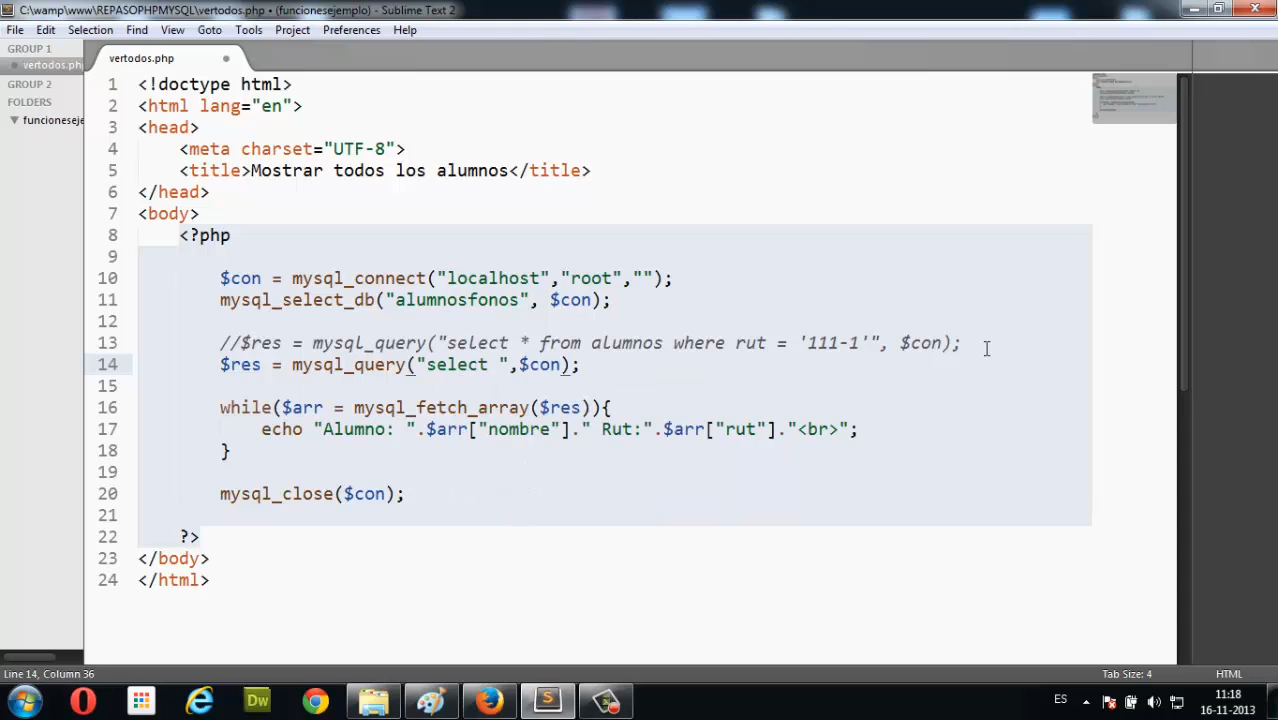 C:\wamp\www\REPASOPHPMYSQL\vertodos.php • (funcionesejemplo) - Sublime Text 2
File Edit Selection Find View Goto Tools Project Preferences Help
GROUP 1
vertodos.php
GROUP 2
FOLDERS
funcioneseje
vertodos.php
1 <!doctype html>
2 <html lang="en">
3 <head>
4 <meta charset="UTF-8">
5 <title>Mostrar todos los alumnos</title>
6 </head>
7 <body>
8 <?php
9
10 $con = mysql_connect("localhost","root","");
11 mysql_select_db("alumnosfonos", $con);
12
13 //$res = mysql_query("select * from alumnos where rut = '111-1'", $con);
14 $res = mysql_query("select ",$con);
15
16 while($arr = mysql_fetch_array($res)){
17 echo "Alumno: ".$arr["nombre"]." Rut:".$arr["rut"]."<br>";
18 }
19
20 mysql_close($con);
21
22 ?>
23 </body>
24 </html>
Line 14, Column 36
Tab Size: 4
HTML
Dw
S
ES
11:18
16-11-2013